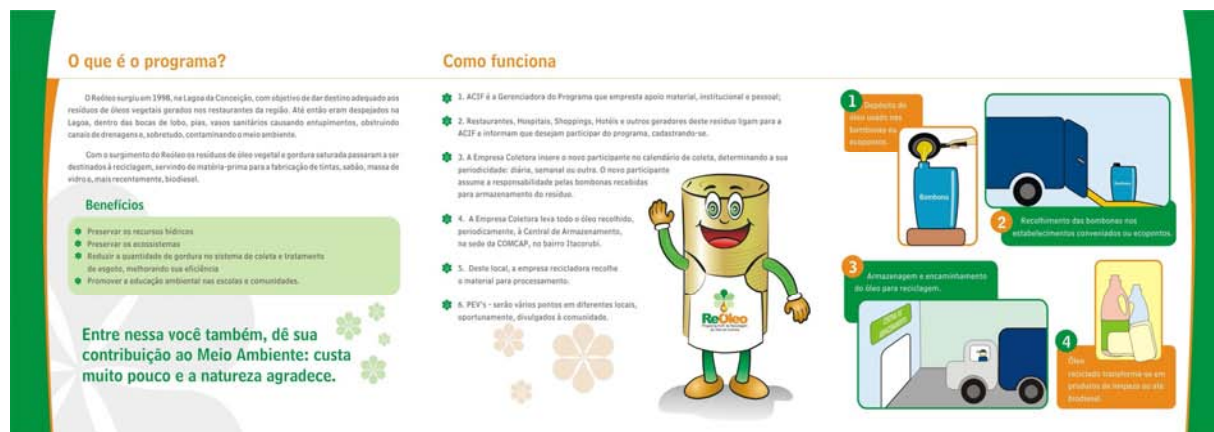 O que é o programa?
O Reóleo surgiu em 1998, na Lagoa da Conceição, com objetivo de dar destino adequado aos
resíduos de óleos vegetais gerados nos restaurantes da região. Até então eram despejados na
Lagoa, dentro das bocas de lobo, pias, vasos sanitários causando entupimentos, obstruindo
canais de drenagens e, sobretudo, contaminando o meio ambiente.
Com o surgimento do Reóleo os resíduos de óleo vegetal e gordura saturada passaram a ser
destinados à reciclagem, servindo de matéria-prima para a fabricação de tintas, sabão, massa de
vidro e, mais recentemente, biodiesel.
Benefícios
Preservar os recursos hídricos
Preservar os ecossistemas
Reduzir a quantidade de gordura no sistema de coleta e tratamento
de esgoto, melhorando sua eficiência
Promover a educação ambiental nas escolas e comunidades.
Entre nessa você também, dê sua
contribuição ao Meio Ambiente: custa
muito pouco e a natureza agradece.
Como funciona
1. ACIF é a Gerenciadora do Programa que empresta apoio material, institucional e pessoal;
2. Restaurantes, Hospitais, Shoppings, Hotéis e outros geradores deste resíduo ligam para a
ACIF e informam que desejam participar do programa, cadastrando-se.
3. A Empresa Coletora insere o novo participante no calendário de coleta, determinando a sua
periodicidade: diária, semanal ou outra. O novo participante
assume a responsabilidade pelas bombonas recebidas
para armazenamento do resíduo.
4. A Empresa Coletora leva todo o óleo recolhido,
periodicamente, à Central de Armazenamento,
na sede da COMCAP, no bairro Itacorubi.
5. Deste local, a empresa recicladora recolhe
o material para processamento.
6. PEV's - serão vários pontos em diferentes locais,
oportunamente, divulgados à comunidade.
ReÓleo
1
Depósito do
óleo usado nas
bombonas ou
ecopontos.
Bombona
2
Recolhimento das bombonas nos
estabelecimentos conveniados ou ecopontos.
3
Armazenagem e encaminhamento
do óleo para reciclagem.
4
Óleo
reciclado transforma-se em
produto de limpeza ou até
biodiesel.